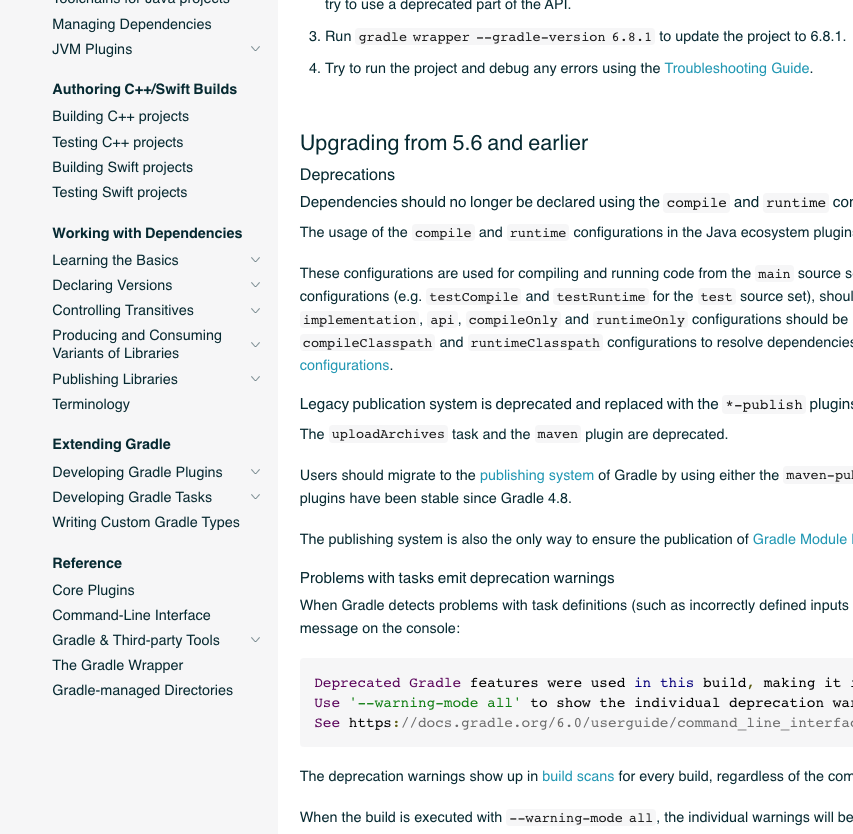 Toolchains for Java projects
Managing Dependencies
JVM Plugins
Authoring C++/Swift Builds
Building C++ projects
Testing C++ projects
Building Swift projects
Testing Swift projects
Working with Dependencies
Learning the Basics
Declaring Versions
Controlling Transitives
Producing and Consuming
Variants of Libraries
Publishing Libraries
Terminology
Extending Gradle
Developing Gradle Plugins
Developing Gradle Tasks
Writing Custom Gradle Types
Reference
Core Plugins
Command-Line Interface
Gradle & Third-party Tools
The Gradle Wrapper
Gradle-managed Directories
try to use a deprecated part of the API.
3. Run gradle wrapper --gradle-version 6.8.1 to update the project to 6.8.1.
4. Try to run the project and debug any errors using the Troubleshooting Guide.
Upgrading from 5.6 and earlier
Deprecations
Dependencies should no longer be declared using the compile and runtime con
The usage of the compile and runtime configurations in the Java ecosystem plugins
These configurations are used for compiling and running code from the main source s
configurations (e.g. testCompile and testRuntime for the test source set), shoul
implementation, api, compileOnly and runtimeOnly configurations should be
compileClasspath and runtimeClasspath configurations to resolve dependencies
configurations.
Legacy publication system is deprecated and replaced with the *-publish plugins
The uploadArchives task and the maven plugin are deprecated.
Users should migrate to the publishing system of Gradle by using either the maven-pub
plugins have been stable since Gradle 4.8.
The publishing system is also the only way to ensure the publication of Gradle Module
Problems with tasks emit deprecation warnings
When Gradle detects problems with task definitions (such as incorrectly defined inputs
message on the console:
Deprecated Gradle features were used in this build, making it i
Use '--warning-mode all' to show the individual deprecation war
See https://docs.gradle.org/6.0/userguide/command_line_interfac
The deprecation warnings show up in build scans for every build, regardless of the com
When the build is executed with --warning-mode all, the individual warnings will be